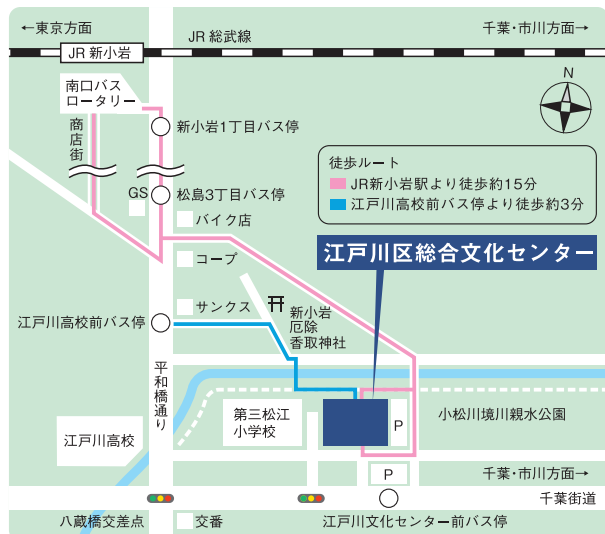 ←東京方面
千葉・市川方面→
JR 総武線
JR 新小岩
南口バス
ロータリー
N
商店街
新小岩1丁目バス停
徒歩ルート
JR新小岩駅より徒歩約15分
江戸川高校前バス停より徒歩約3分
GS
松島3丁目バス停
バイク店
江戸川区総合文化センター
コープ
サンクス
新小岩
厄除
香取神社
江戸川高校前バス停
平和橋通り
第三松江
小学校
P
小松川境川親水公園
江戸川高校
P
千葉・市川方面→
千葉街道
八蔵橋交差点
交番
江戸川文化センター前バス停